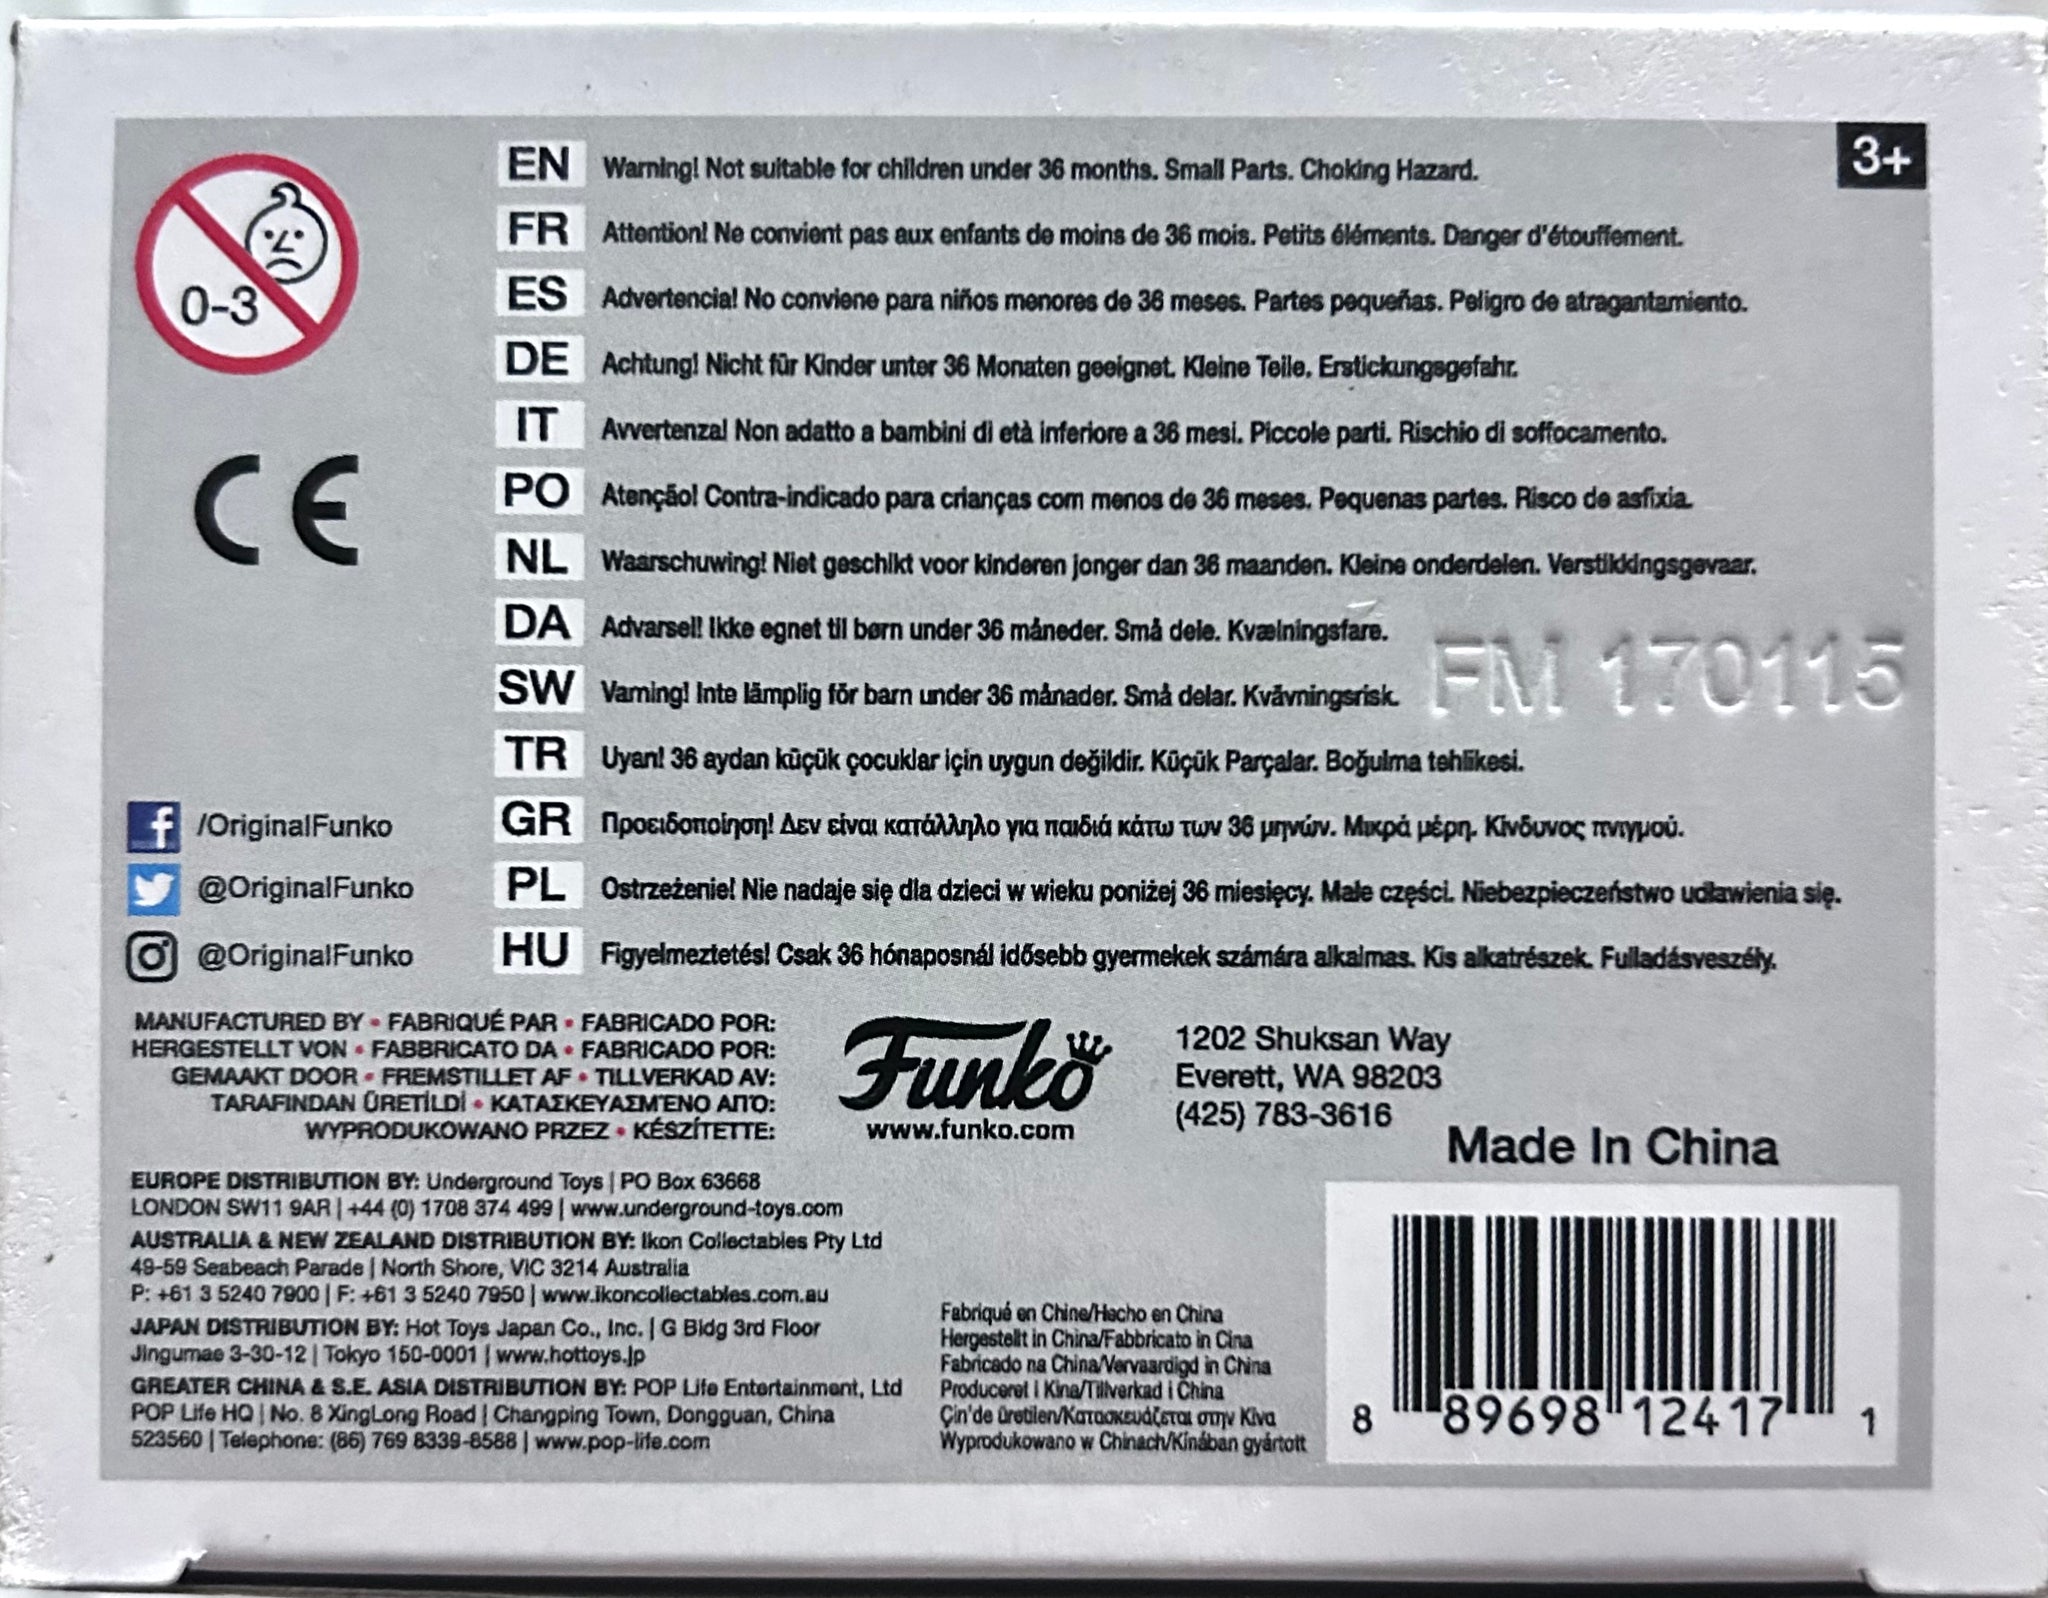 0-3
3+
EN Warning! Not suitable for children under 36 months. Small Parts. Choking Hazard.
FR Attention! Ne convient pas aux enfants de moins de 36 mois. Petits éléments. Danger d'étouffement.
ES Advertencia! No conviene para niños menores de 36 meses. Partes pequeñas. Peligro de atragantamiento.
DE Achtung! Nicht für Kinder unter 36 Monaten geeignet. Kleine Teile. Erstickungsgefahr.
IT Avvertenza! Non adatto a bambini di età inferiore a 36 mesi. Piccole parti. Rischio di soffocamento.
PO Atenção! Contra-indicado para crianças com menos de 36 meses. Pequenas partes. Risco de asfixia.
NL Waarschuwing! Niet geschikt voor kinderen jonger dan 36 maanden. Kleine onderdelen. Verstikkingsgevaar.
DA Advarsel! Ikke egnet til børn under 36 måneder. Små dele. Kvælningsfare.
SW Varning! Inte lämplig för barn under 36 månader. Små delar. Kvävningsrisk.
FM 170115
TR Uyarı! 36 aydan küçük çocuklar için uygun değildir. Küçük Parçalar. Boğulma tehlikesi.
GR Προειδοποίηση! Δεν είναι κατάλληλο για παιδιά κάτω των 36 μηνών. Μικρά μέρη. Κίνδυνος πνιγμού.
PL Ostrzeżenie! Nie nadaje się dla dzieci w wieku poniżej 36 miesięcy. Małe części. Niebezpieczeństwo udławienia się.
HU Figyelmeztetés! Csak 36 hónaposnál idősebb gyermekek számára alkalmas. Kis alkatrészek. Fulladásveszély.
CE
/OriginalFunko
@OriginalFunko
@OriginalFunko
MANUFACTURED BY • FABRIQUÉ PAR • FABRICADO POR:
HERGESTELLT VON • FABBRICATO DA • FABRICADO POR:
GEMAAKT DOOR • FREMSTILLET AF • TILLVERKAD AV:
TARAFINDAN ÜRETİLDİ • ΚΑΤΑΣΚΕΥΑΣΜΈΝΟ ΑΠΌ:
WYPRODUKOWANO PRZEZ • KÉSZÍTETTE:
Funko
www.funko.com
1202 Shuksan Way
Everett, WA 98203
(425) 783-3616
Made In China
EUROPE DISTRIBUTION BY: Underground Toys | PO Box 63668
LONDON SW11 9AR | +44 (0) 1708 374 499 | www.underground-toys.com
AUSTRALIA & NEW ZEALAND DISTRIBUTION BY: Ikon Collectables Pty Ltd
49-59 Seabeach Parade | North Shore, VIC 3214 Australia
P: +61 3 5240 7900 | F: +61 3 5240 7950 | www.ikoncollectables.com.au
JAPAN DISTRIBUTION BY: Hot Toys Japan Co., Inc. | G Bldg 3rd Floor
Jingumae 3-30-12 | Tokyo 150-0001 | www.hottoys.jp
GREATER CHINA & S.E. ASIA DISTRIBUTION BY: POP Life Entertainment, Ltd
POP Life HQ | No. 8 XingLong Road | Changping Town, Dongguan, China
523560 | Telephone: (86) 769 8339-8588 | www.pop-life.com
Fabriqué en Chine/Hecho en China
Hergestellt in China/Fabbricato in Cina
Fabricado na China/Vervaardigd in China
Produceret i Kina/Tillverkad i China
Çin'de üretilen/Κατασκευάζεται στην Κίνα
Wyprodukowano w Chinach/Kínában gyártott
8 89698 12417 1